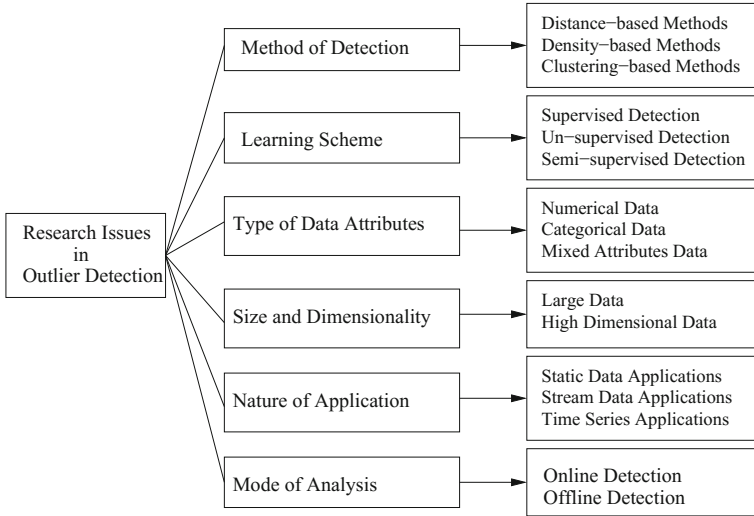 Research Issues
in
Outlier Detection
Method of Detection
Distance−based Methods
Density−based Methods
Clustering−based Methods
Learning Scheme
Supervised Detection
Un−supervised Detection
Semi−supervised Detection
Type of Data Attributes
Numerical Data
Categorical Data
Mixed Attributes Data
Size and Dimensionality
Large Data
High Dimensional Data
Nature of Application
Static Data Applications
Stream Data Applications
Time Series Applications
Mode of Analysis
Online Detection
Offline Detection